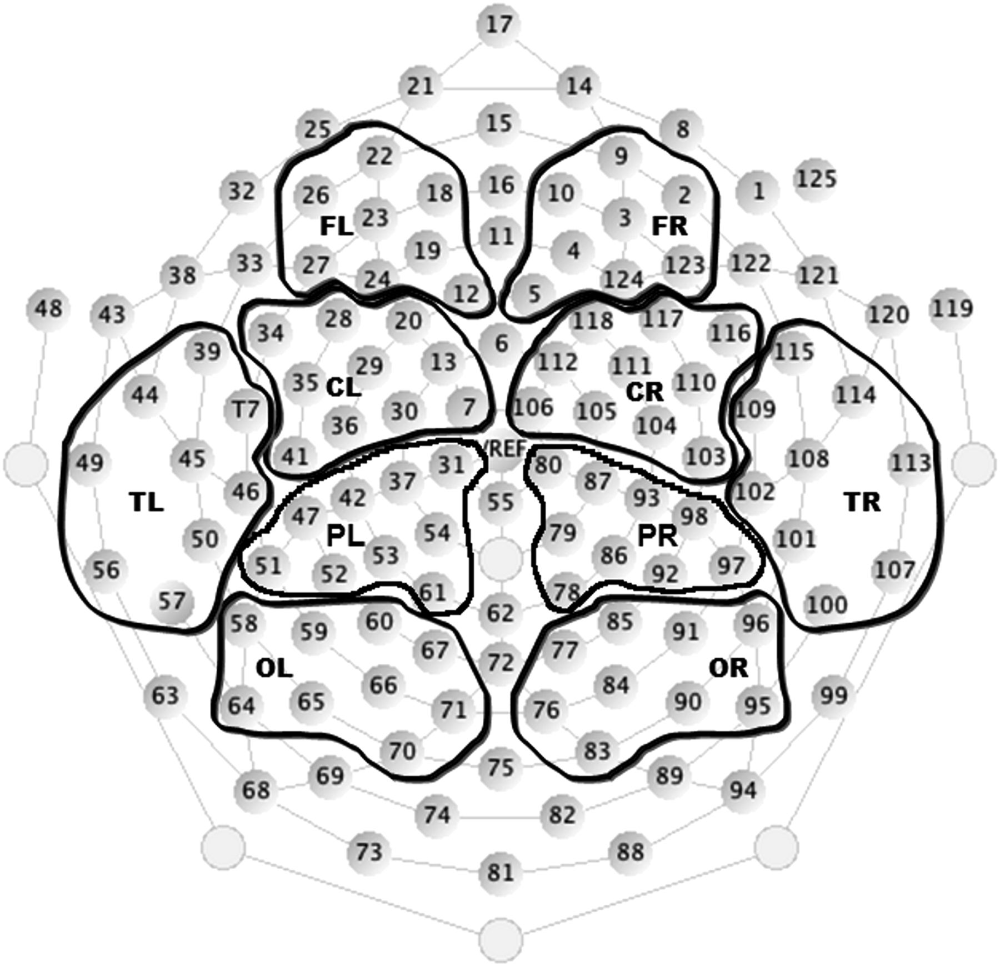 17
21 14
25 15 8
22 9
32 26 18 16 10 2 1 125
FL 23 3 FR
38 33 27 19 11 4 123 122 121
24 124
48 43 12 5 120 119
34 28 20 6 118 117 116
39 29 13 112 111 115
44 35 CL CR 110 114
T7 36 30 7 106 105 104 109
49 45 41 31 VREF 80 103 108 113
46 42 37 55 87 93 102
TL 47 98 TR
50 PL 54 79 PR 101
56 51 52 53 86 92 97 107
57 61 78 100
58 59 60 62 85 91 96
67 72 77
OL 66 84 OR
63 64 65 71 76 90 95 99
70 75 83
68 69 89 94
74 82
73 81 88